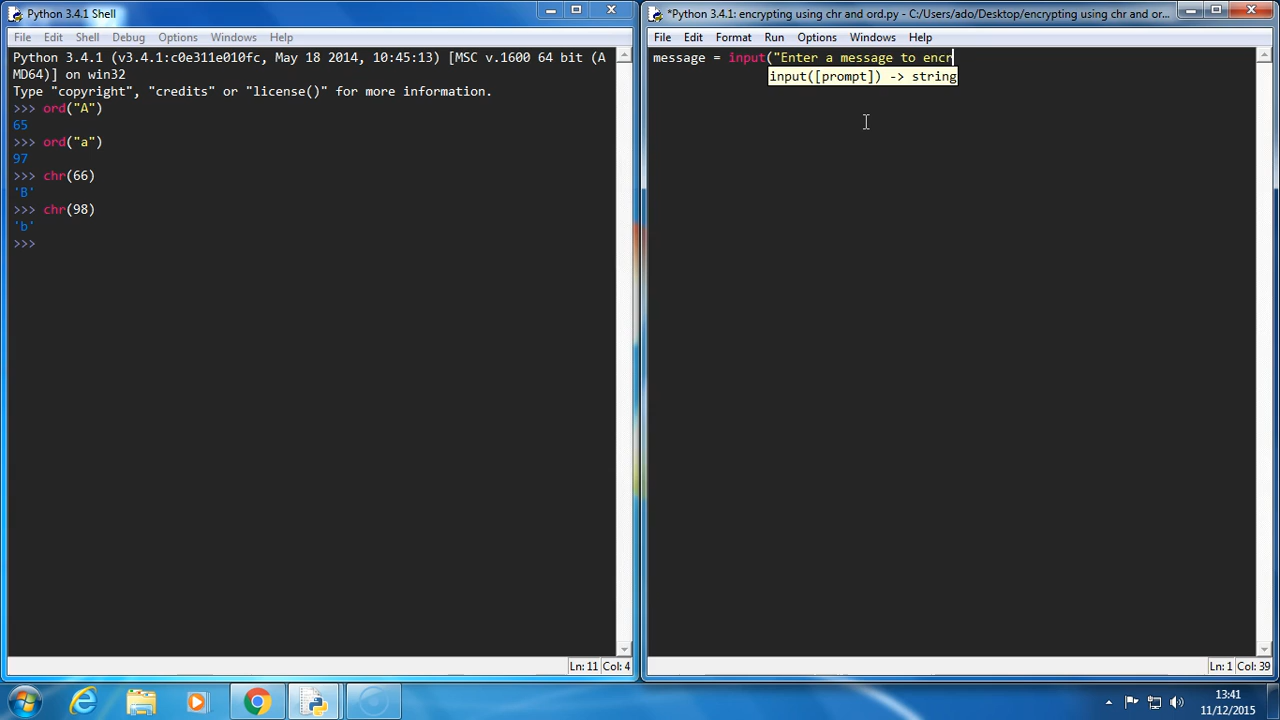 Python 3.4.1 Shell
File Edit Shell Debug Options Windows Help
Python 3.4.1 (v3.4.1:c0e311e010fc, May 18 2014, 10:45:13) [MSC v.1600 64 bit (A
MD64)] on win32
Type "copyright", "credits" or "license()" for more information.
>>> ord("A")
65
>>> ord("a")
97
>>> chr(66)
'B'
>>> chr(98)
'b'
>>>
Ln: 11 Col: 4
*Python 3.4.1: encrypting using chr and ord.py - C:/Users/ado/Desktop/encrypting using chr and or...
File Edit Format Run Options Windows Help
message = input("Enter a message to encr
input([prompt]) -> string
Ln: 1 Col: 39
13:41
11/12/2015